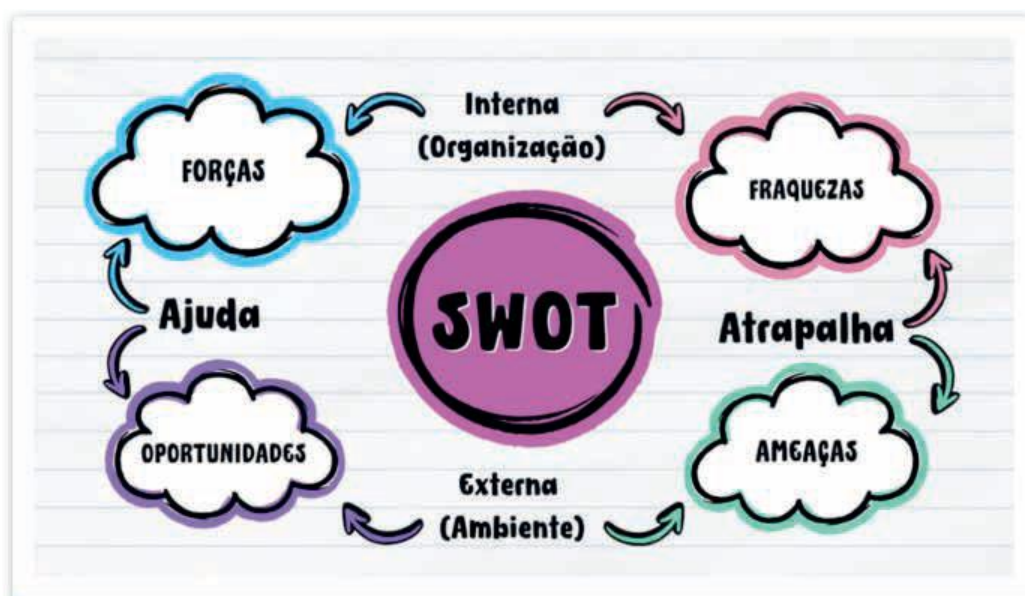 Interna
(Organização)
FORÇAS
FRAQUEZAS
Ajuda
SWOT
Atrapalha
OPORTUNIDADES
AMEAÇAS
Externa
(Ambiente)